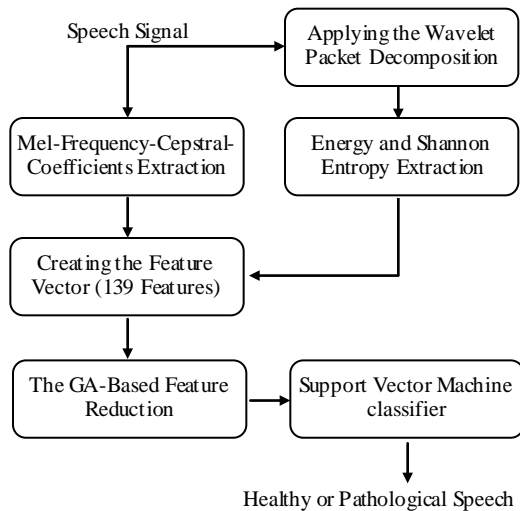 Speech Signal
Applying the Wavelet
Packet Decomposition
Mel-Frequency-Cepstral-
Coefficients Extraction
Energy and Shannon
Entropy Extraction
Creating the Feature
Vector (139 Features)
The GA-Based Feature
Reduction
Support Vector Machine
classifier
Healthy or Pathological Speech